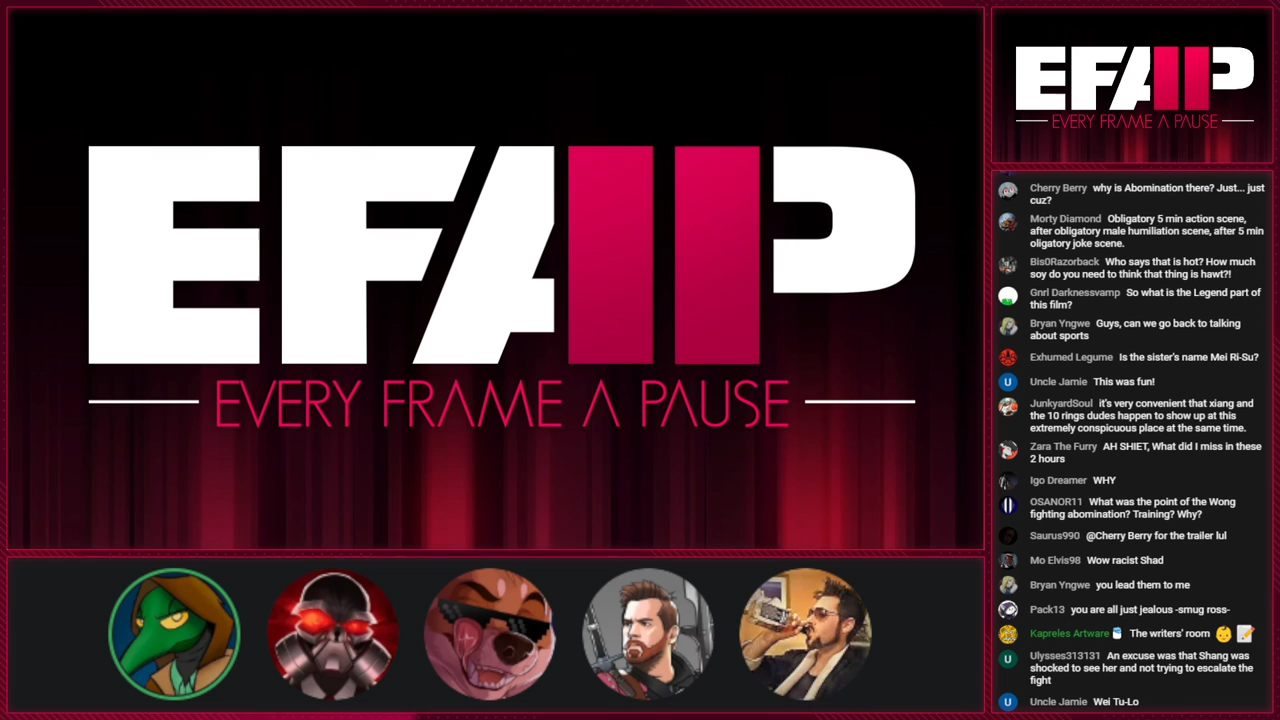 EFAP
EVERY FRAME A PAUSE
EFAP
EVERY FRAME A PAUSE
Cherry Berry why is Abomination there? Just... just
cuz?
Morty Diamond Obligatory 5 min action scene,
after obligatory male humiliation scene, after 5 min
oligatory joke scene.
Bis0Razorback Who says that is hot? How much
soy do you need to think that thing is hawt?!
Gnrl Darknessvamp So what is the Legend part of
this film?
Bryan Yngwe Guys, can we go back to talking
about sports
Exhumed Legume Is the sister's name Mei Ri-Su?
U Uncle Jamie This was fun!
JunkyardSoul it's very convenient that xiang and
the 10 rings dudes happen to show up at this
extremely conspicuous place at the same time.
Zara The Furry AH SHIET, What did I miss in these
2 hours
Igo Dreamer WHY
OSANOR11 What was the point of the Wong
fighting abomination? Training? Why?
Saurus990 @Cherry Berry for the trailer lul
Mo Elvis98 Wow racist Shad
Bryan Yngwe you lead them to me
Pack13 you are all just jealous -smug ross-
Kapreles Artware The writers' room
U Ulysses313131 An excuse was that Shang was
shocked to see her and not trying to escalate the
fight
U Uncle Jamie Wei Tu-Lo